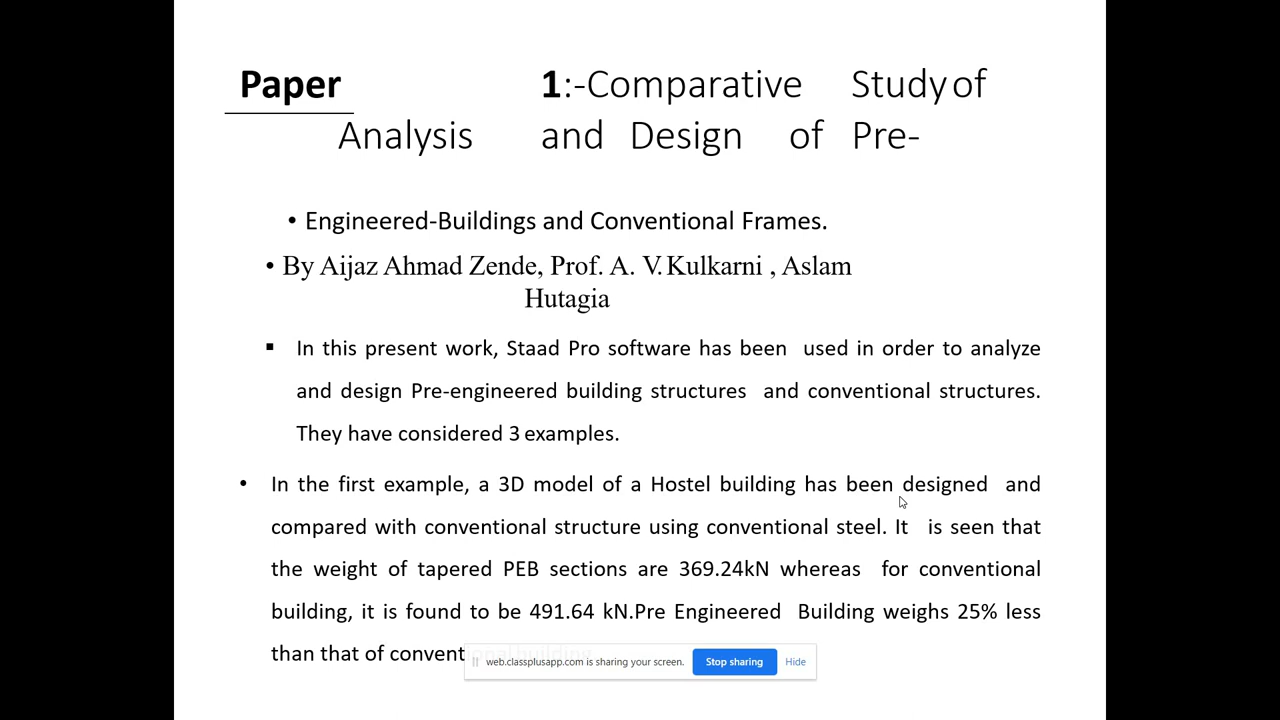 Paper 1:-Comparative Study of
Analysis and Design of Pre-
• Engineered-Buildings and Conventional Frames.
• By Aijaz Ahmad Zende, Prof. A. V. Kulkarni , Aslam
Hutagia
▪ In this present work, Staad Pro software has been used in order to analyze
and design Pre-engineered building structures and conventional structures.
They have considered 3 examples.
• In the first example, a 3D model of a Hostel building has been designed and
compared with conventional structure using conventional steel. It is seen that
the weight of tapered PEB sections are 369.24kN whereas for conventional
building, it is found to be 491.64 kN.Pre Engineered Building weighs 25% less
than that of conventional building.
web.classplusapp.com is sharing your screen. Stop sharing Hide